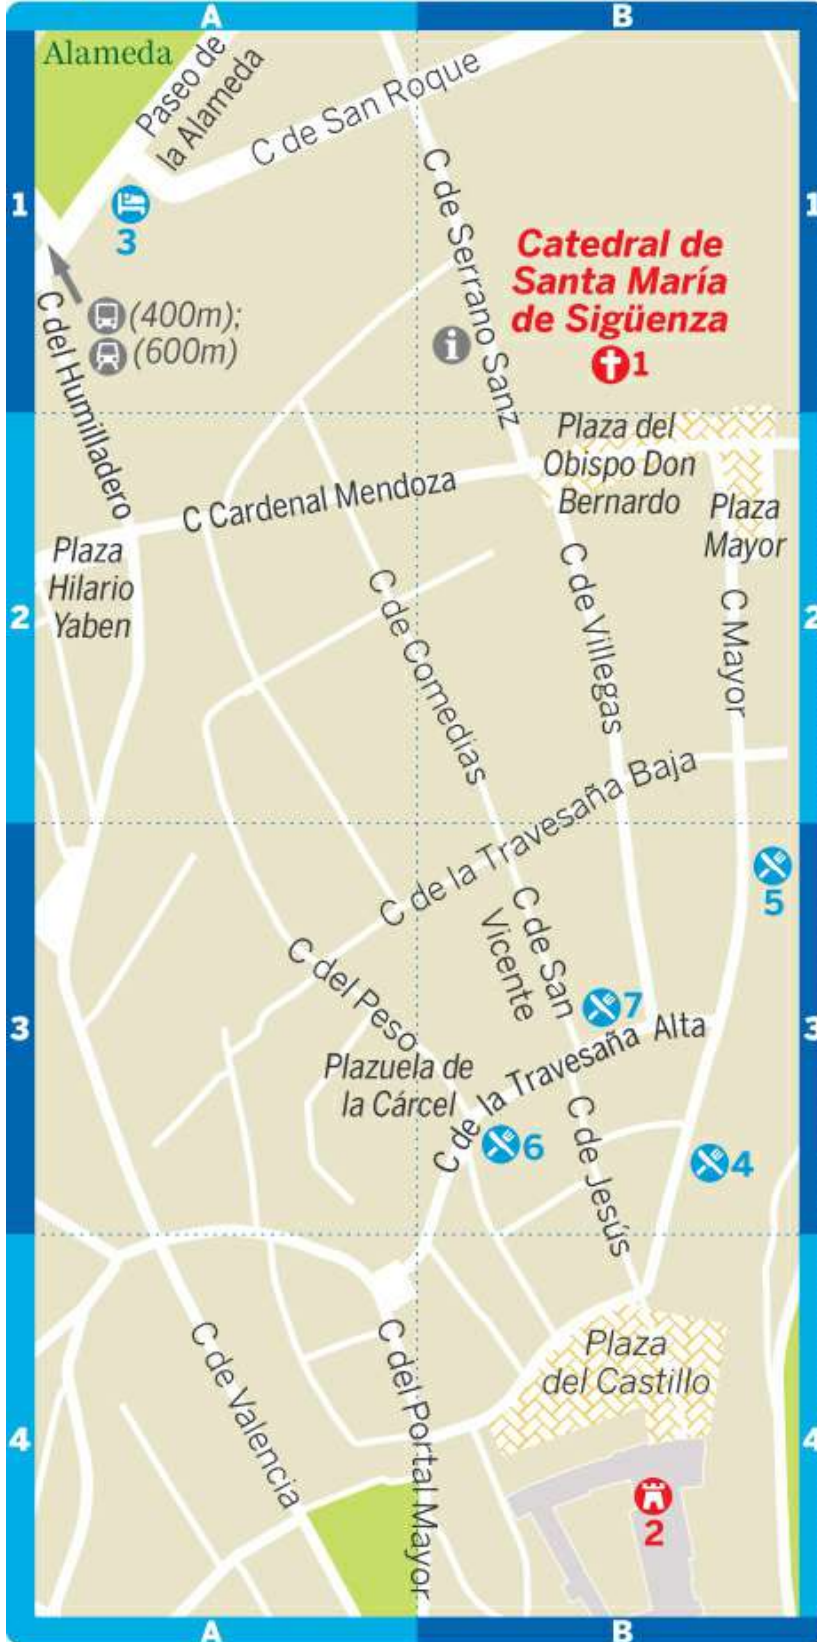 A
B
Alameda
Paseo de
la Alameda
C de San Roque
1
1
3
C de Serrano Sanz
Catedral de
Santa María
de Sigüenza
1
(400m);
(600m)
i
C del Humilladero
Plaza del
Obispo Don
Bernardo
Plaza
Mayor
C Cardenal Mendoza
Plaza
Hilario
Yaben
2
2
C de Comedias
C de Villegas
C Mayor
C de la Travesaña Baja
5
C de San
Vicente
C del Peso
7
3
3
Plazuela de
la Cárcel
C de la Travesaña Alta
6
4
C de Jesús
C de Valencia
C del Portal Mayor
Plaza
del Castillo
4
4
2
A
B